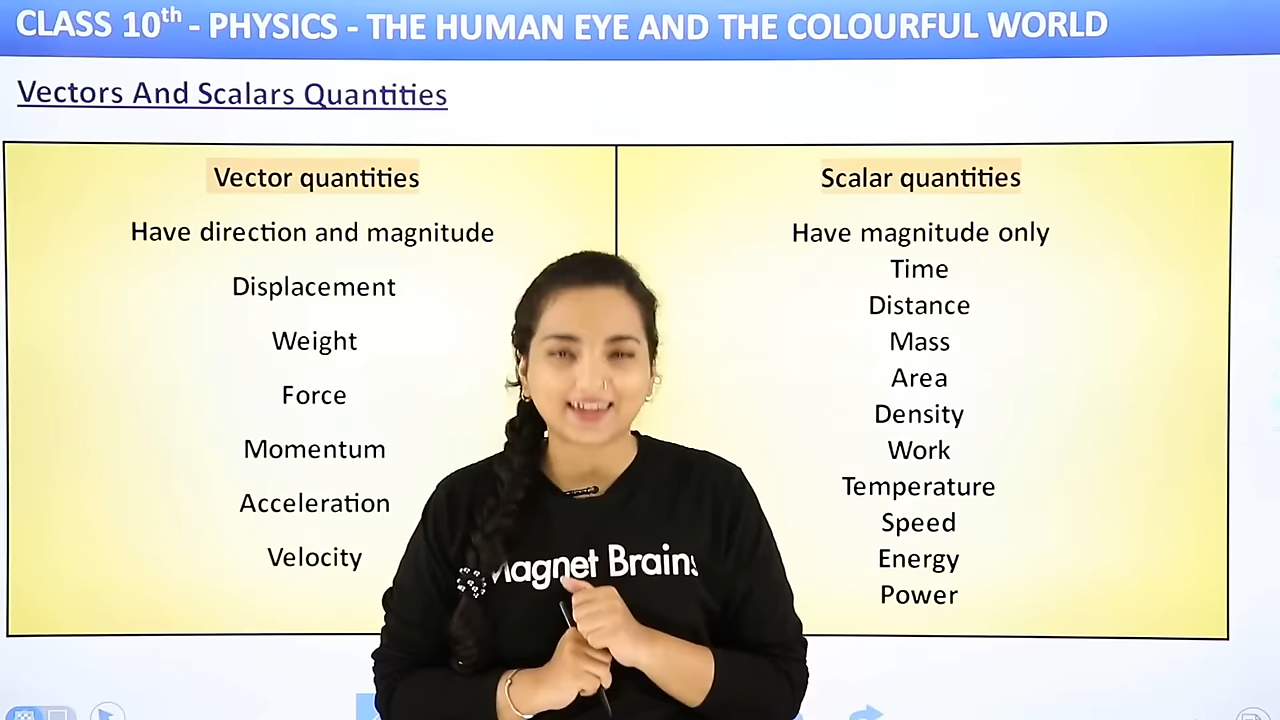 CLASS 10th - PHYSICS - THE HUMAN EYE AND THE COLOURFUL WORLD
Vectors And Scalars Quantities
Vector quantities
Have direction and magnitude
Displacement
Weight
Force
Momentum
Acceleration
Velocity
Scalar quantities
Have magnitude only
Time
Distance
Mass
Area
Density
Work
Temperature
Speed
Energy
Power
Magnet Brains